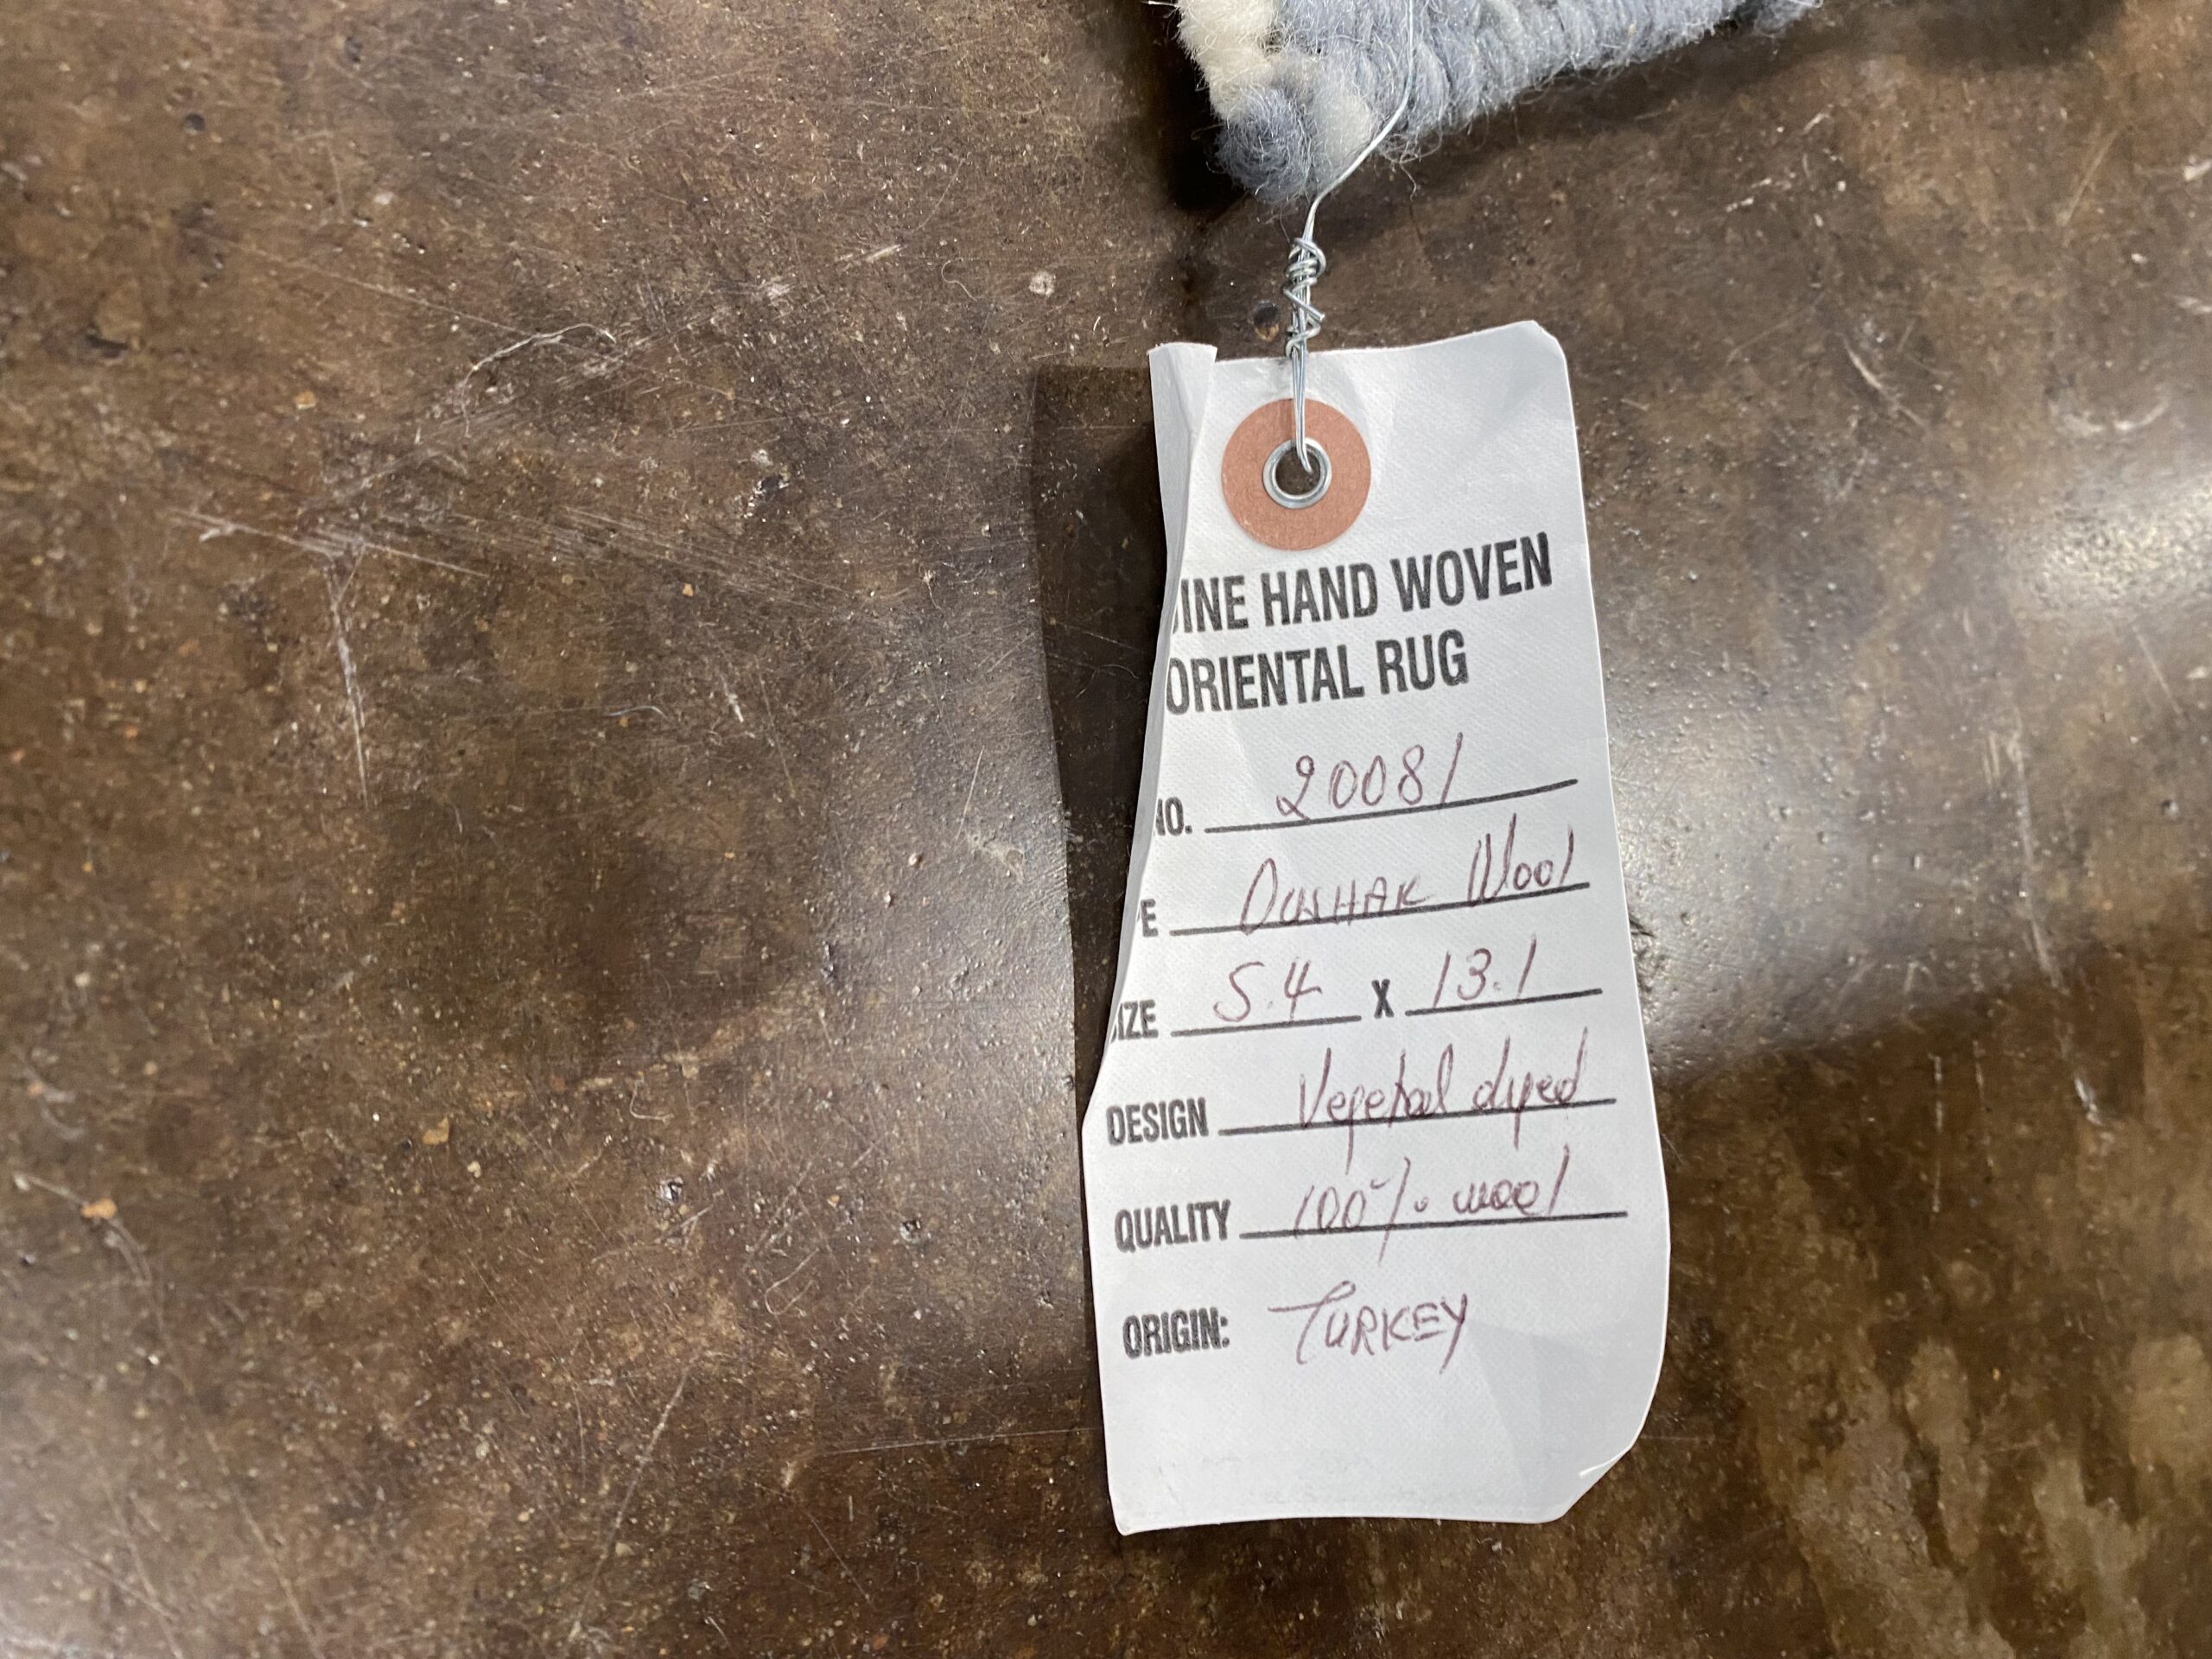 INE HAND WOVEN
ORIENTAL RUG
NO. 20081
E OUSHAK Wool
IZE 5.4 X 13.1
DESIGN Vegetal dyed
QUALITY 100% wool
ORIGIN: TURKEY